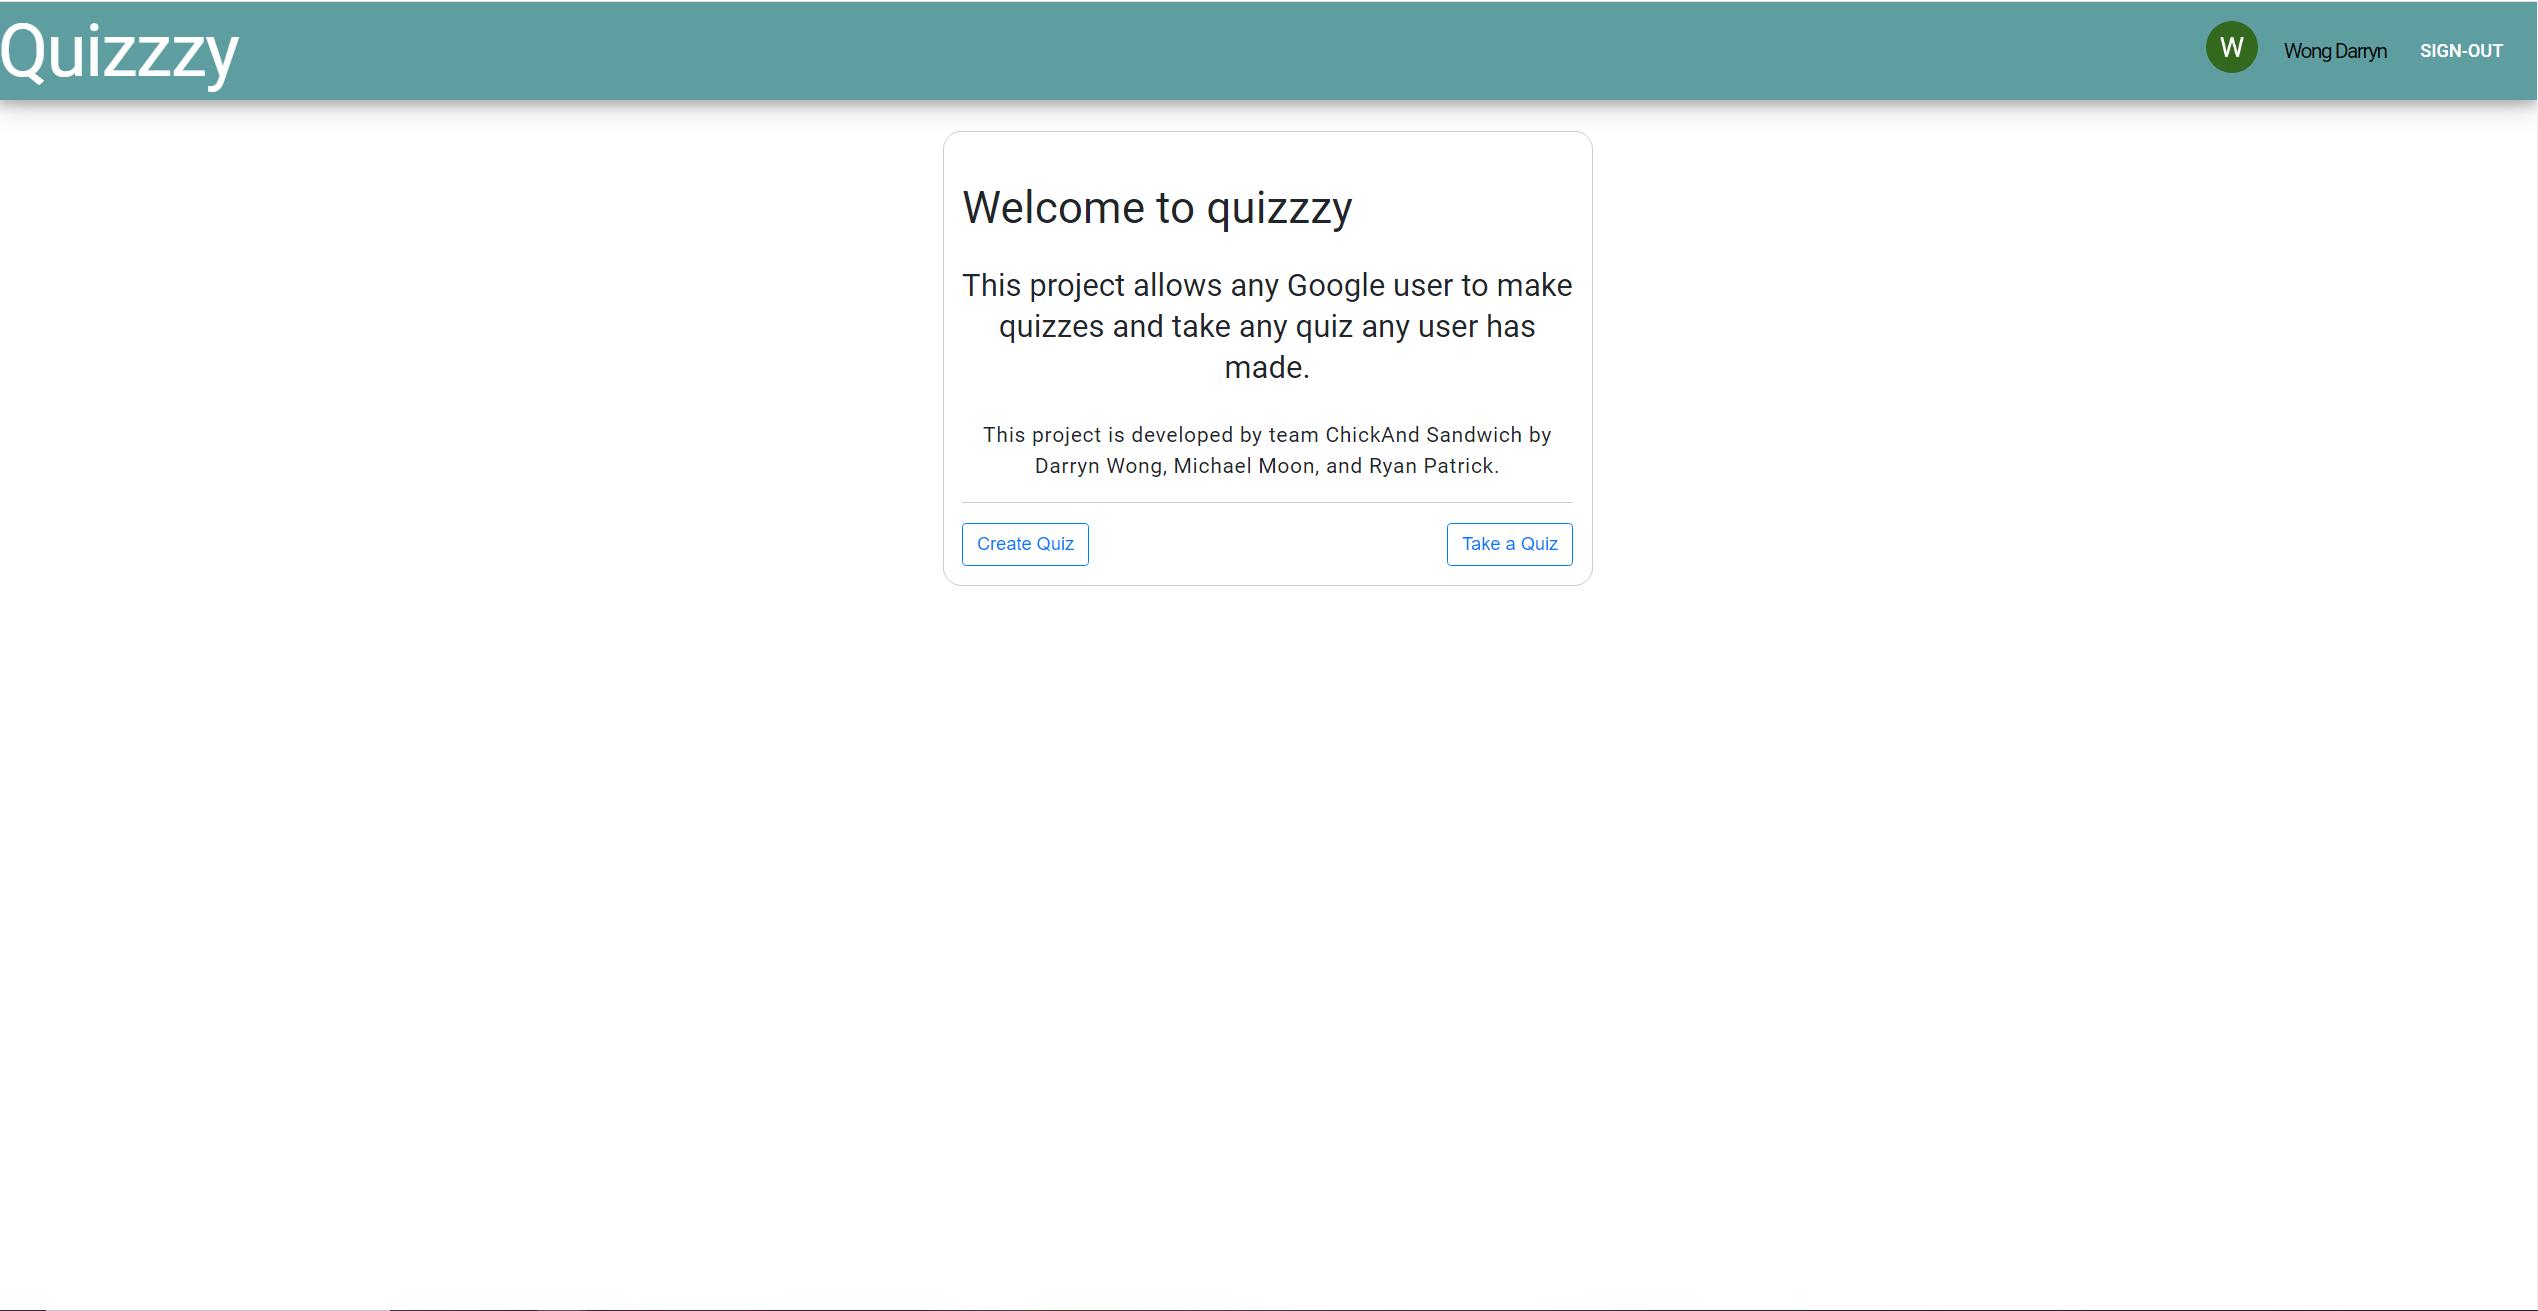 Quizzzy
W
Wong Darryn
SIGN-OUT
Welcome to quizzzy
This project allows any Google user to make
quizzes and take any quiz any user has
made.
This project is developed by team ChickAnd Sandwich by
Darryn Wong, Michael Moon, and Ryan Patrick.
Create Quiz
Take a Quiz